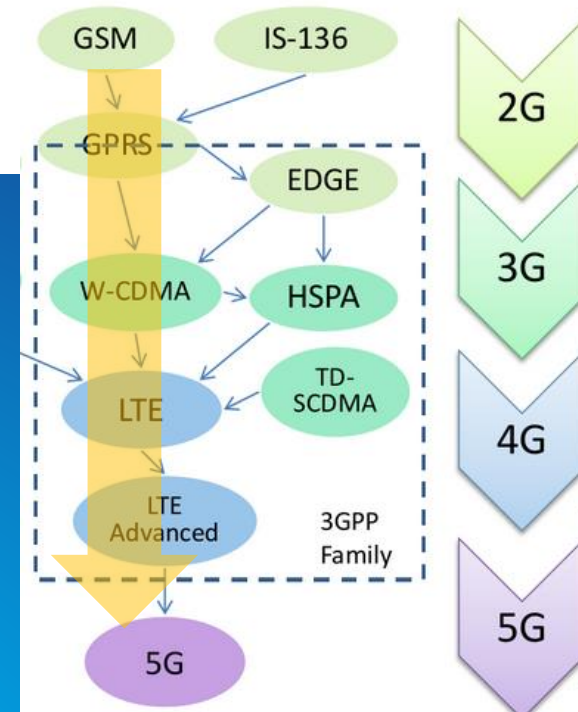 GSM
IS-136
2G
GPRS
EDGE
3G
W-CDMA
HSPA
TD-
SCDMA
LTE
4G
LTE
Advanced
3GPP
Family
5G
5G